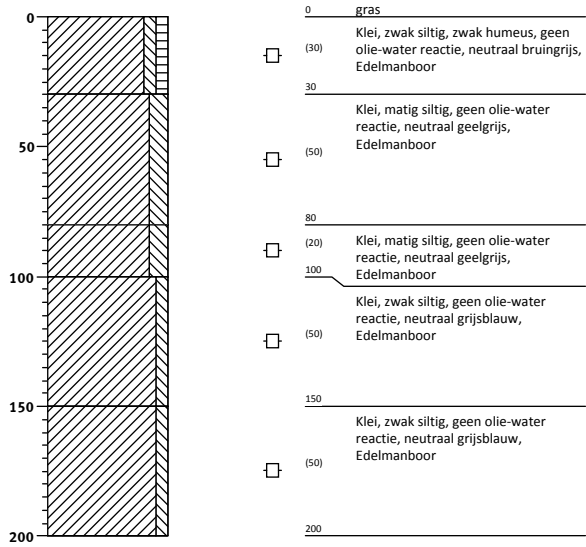 0
50
100
150
200
0 gras
(30)
Klei, zwak siltig, zwak humeus, geen
olie-water reactie, neutraal bruingrijs,
Edelmanboor
30
(50)
Klei, matig siltig, geen olie-water
reactie, neutraal geelgrijs,
Edelmanboor
80
(20)
Klei, matig siltig, geen olie-water
reactie, neutraal geelgrijs,
Edelmanboor
100
(50)
Klei, zwak siltig, geen olie-water
reactie, neutraal grijsblauw,
Edelmanboor
150
(50)
Klei, zwak siltig, geen olie-water
reactie, neutraal grijsblauw,
Edelmanboor
200